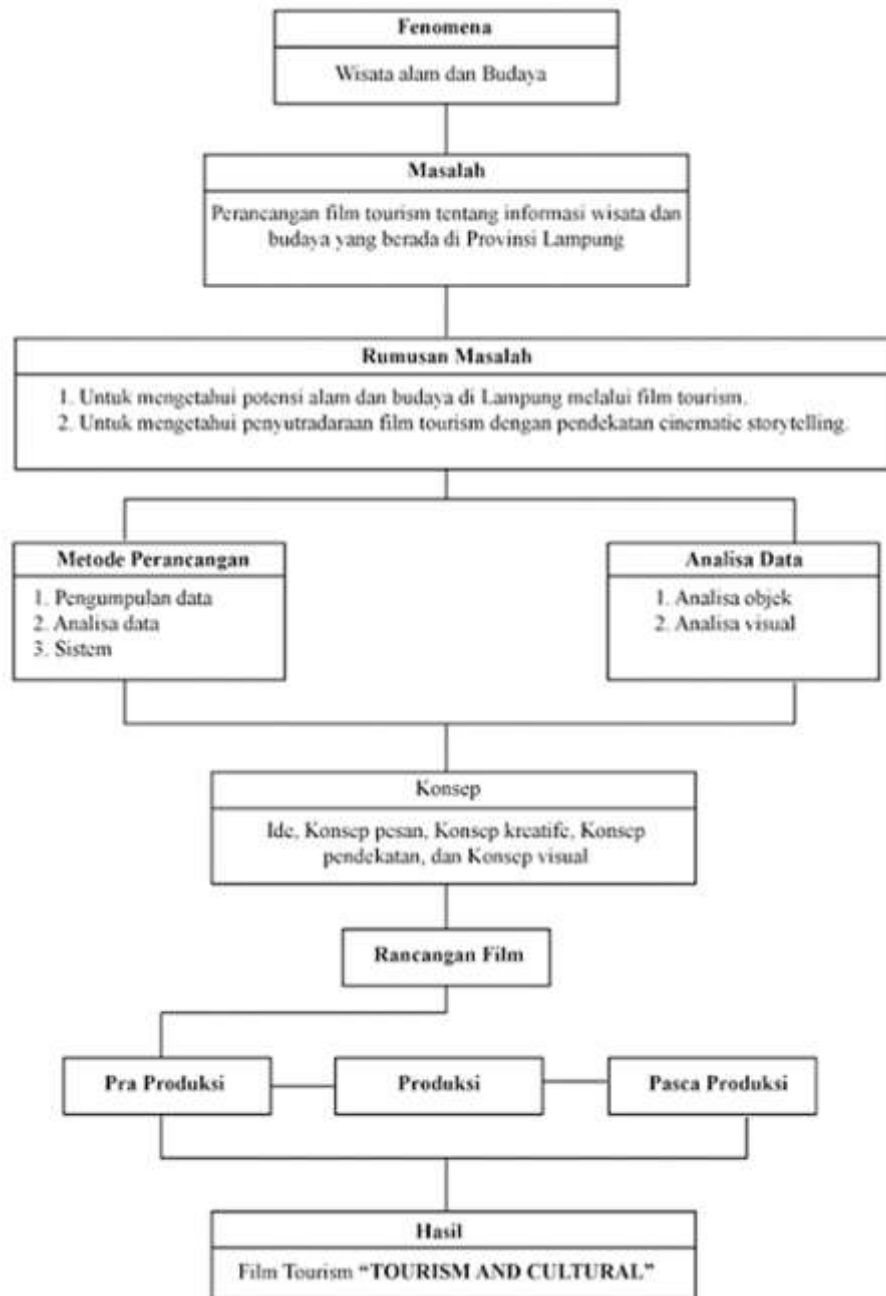 Fenomena
Wisata alam dan Budaya
Masalah
Perancangan film tourism tentang informasi wisata dan
budaya yang berada di Provinsi Lampung
Rumusan Masalah
1. Untuk mengetahui potensi alam dan budaya di Lampung melalui film tourism.
2. Untuk mengetahui penyutradaraan film tourism dengan pendekatan cinematic storytelling.
Metode Perancangan
1. Pengumpulan data
2. Analisa data
3. Sistem
Analisa Data
1. Analisa objek
2. Analisa visual
Konsep
Ide, Konsep pesan, Konsep kreatife, Konsep
pendekatan, dan Konsep visual
Rancangan Film
Pra Produksi
Produksi
Pasca Produksi
Hasil
Film Tourism “TOURISM AND CULTURAL”